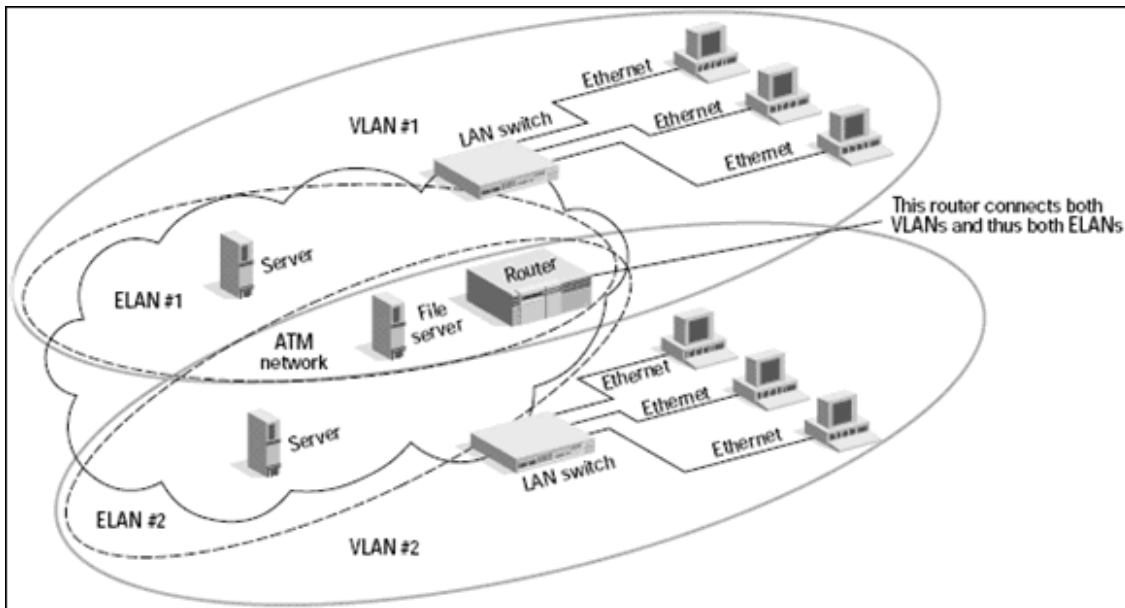 Ethernet
VLAN #1
LAN switch
Ethernet
Ethernet
This router connects both
VLANs and thus both ELANs
Server
Router
ELAN #1
File
server
ATM
network
Ethernet
Ethernet
Server
Ethernet
LAN switch
ELAN #2
VLAN #2